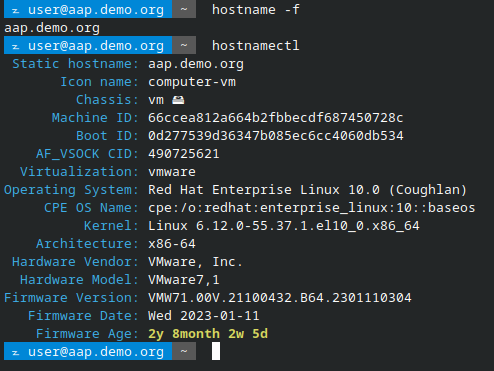 user@aap.demo.org ~ hostname -f
aap.demo.org
user@aap.demo.org ~ hostnamectl
Static hostname: aap.demo.org
Icon name: computer-vm
Chassis: vm 🖴
Machine ID: 66ccea812a664b2fbbecdf687450728c
Boot ID: 0d277539d36347b085ec6cc4060db534
AF_VSOCK CID: 490725621
Virtualization: vmware
Operating System: Red Hat Enterprise Linux 10.0 (Coughlan)
CPE OS Name: cpe:/o:redhat:enterprise_linux:10::baseos
Kernel: Linux 6.12.0-55.37.1.el10_0.x86_64
Architecture: x86-64
Hardware Vendor: VMware, Inc.
Hardware Model: VMware7,1
Firmware Version: VMW71.00V.21100432.B64.2301110304
Firmware Date: Wed 2023-01-11
Firmware Age: 2y 8month 2w 5d
user@aap.demo.org ~